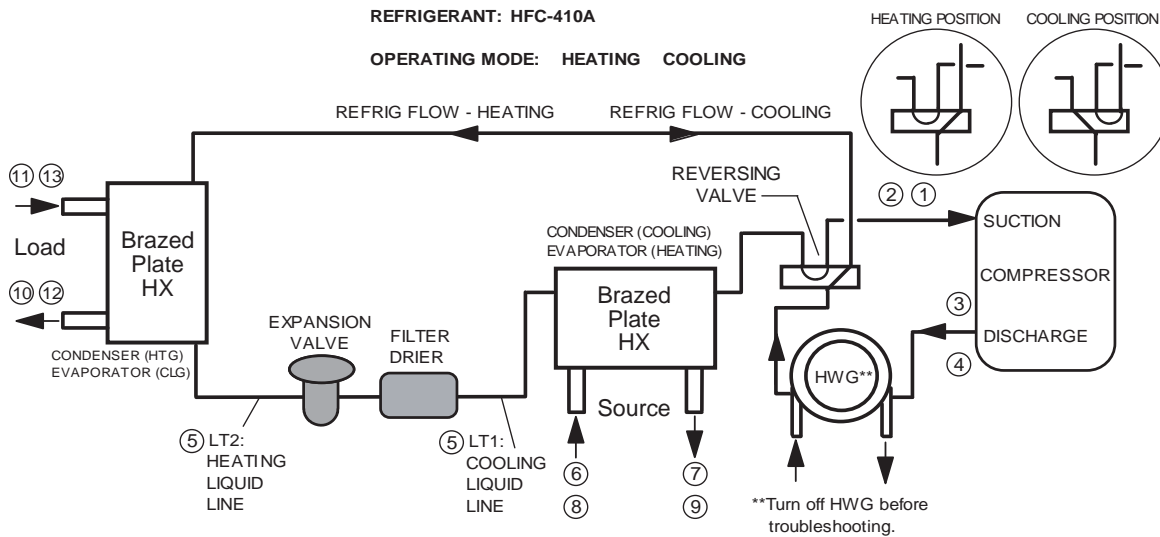 REFRIGERANT: HFC-410A
OPERATING MODE: HEATING COOLING
HEATING POSITION
COOLING POSITION
REFRIG FLOW - HEATING
REFRIG FLOW - COOLING
REVERSING
VALVE
② ①
SUCTION
COMPRESSOR
③
DISCHARGE
④
⑪ ⑬
Load
⑩ ⑫
Brazed
Plate
HX
CONDENSER (HTG)
EVAPORATOR (CLG)
EXPANSION
VALVE
FILTER
DRIER
CONDENSER (COOLING)
EVAPORATOR (HEATING)
Brazed
Plate
HX
Source
HWG**
⑤ LT2:
HEATING
LIQUID
LINE
⑤ LT1:
COOLING
LIQUID
LINE
⑥
⑧
⑦
⑨
**Turn off HWG before
troubleshooting.